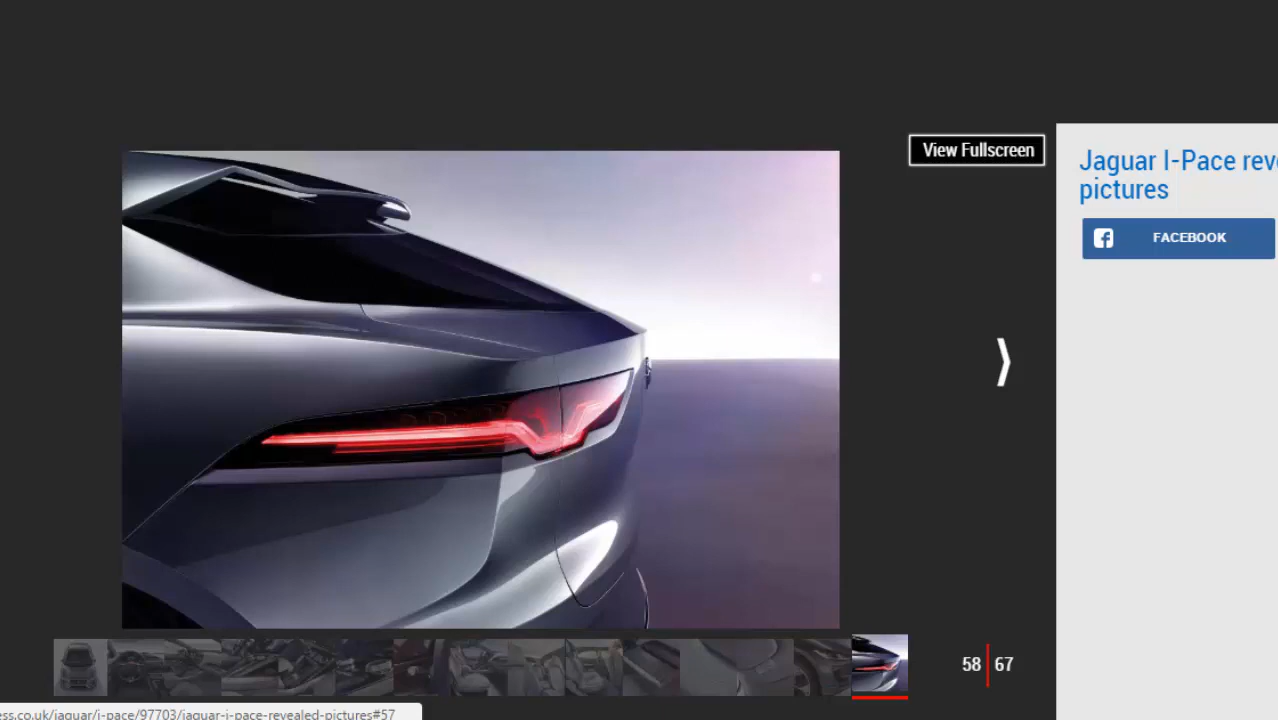 View Fullscreen
Jaguar I-Pace reve
pictures
FACEBOOK
58 67
ess.co.uk/jaguar/i-pace/97703/jaguar-i-pace-revealed-pictures#57